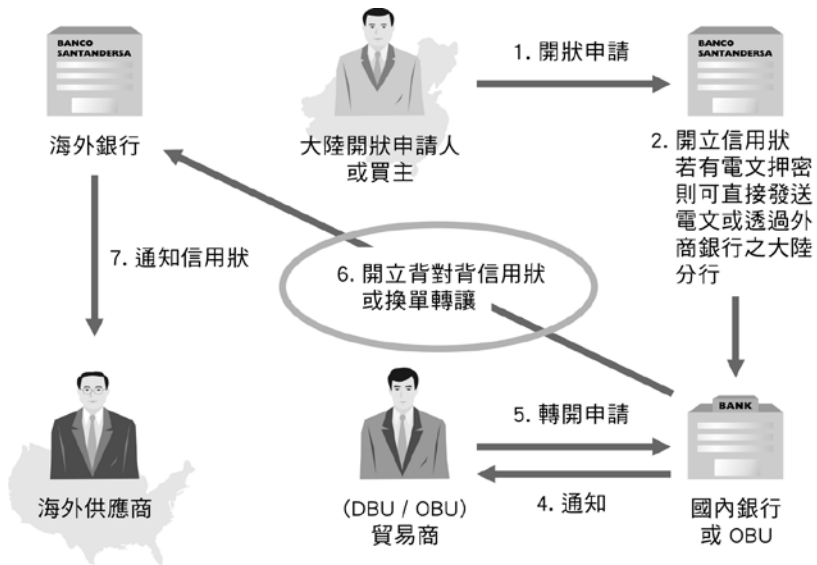 BANCO
SANTANDERSA
海外銀行
大陸開狀申請人
或買主
1. 開狀申請
BANCO
SANTANDERSA
2. 開立信用狀
若有電文押密
則可直接發送
電文或透過外
商銀行之大陸
分行
7. 通知信用狀
6. 開立背對背信用狀
或換單轉讓
海外供應商
(DBU / OBU)
貿易商
5. 轉開申請
4. 通知
BANK
國內銀行
或 OBU